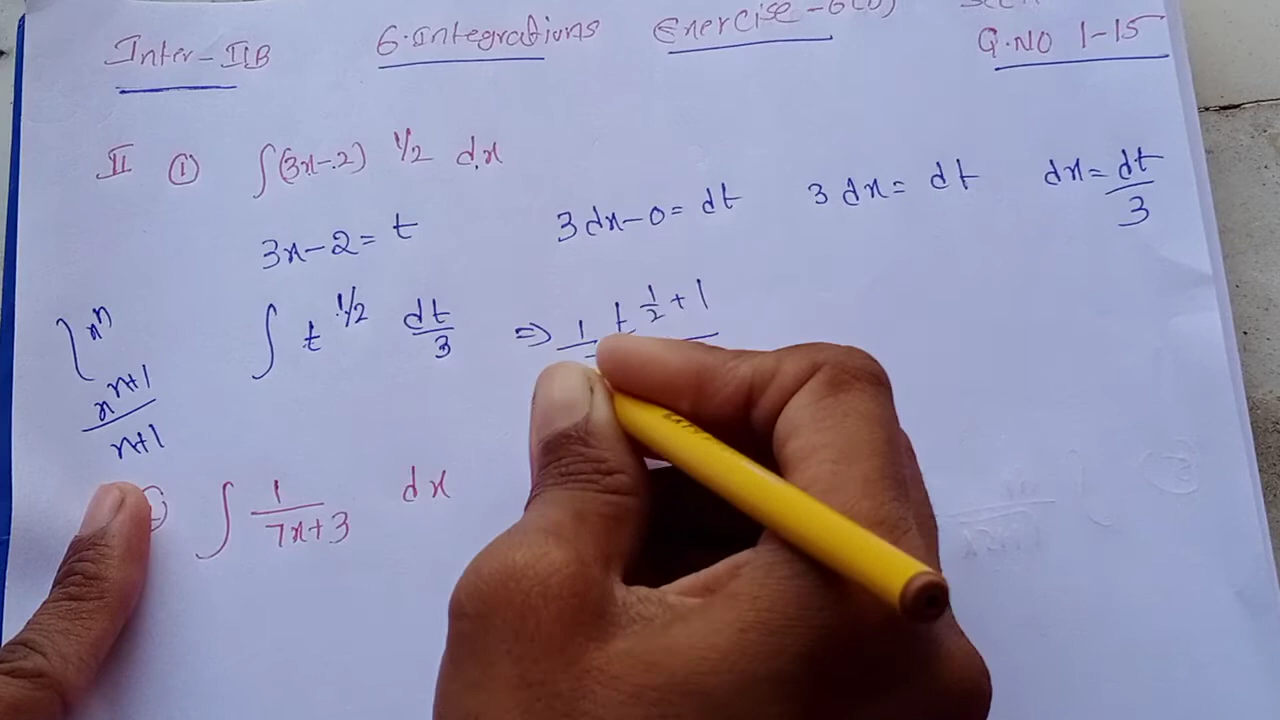 Inter-IIB 6.Integrations Exercise-6(b)
Q.NO 1-15
II ① ∫(3x-2) 1/2 dx
3x-2=t 3dx-0=dt 3dx=dt dx=dt/3
∫ t^1/2 dt/3 ⇒ 1 t^1/2+1
∫x^n
x^n+1/n+1
∫ 1/7x+3 dx